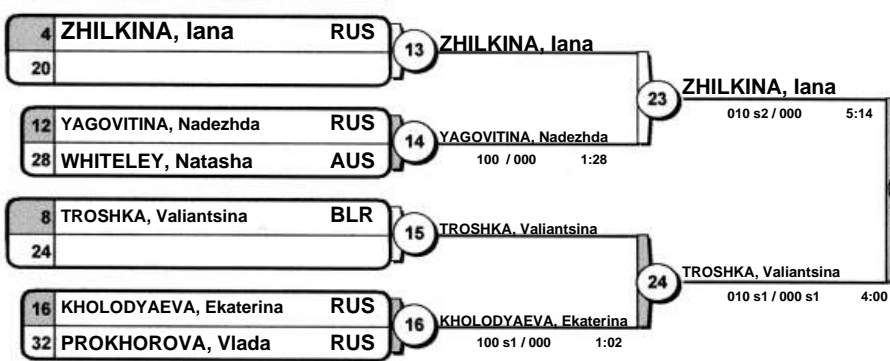 4 ZHILKINA, Iana RUS
20
13
ZHILKINA, Iana
12 YAGOVITINA, Nadezhda RUS
28 WHITELEY, Natasha AUS
14
YAGOVITINA, Nadezhda
100 / 000 1:28
23
ZHILKINA, Iana
010 s2 / 000 5:14
8 TROSHKA, Valiantsina BLR
24
15
TROSHKA, Valiantsina
16 KHOLODYAEVA, Ekaterina RUS
32 PROKHOROVA, Vlada RUS
16
KHOLODYAEVA, Ekaterina
100 s1 / 000 1:02
24
TROSHKA, Valiantsina
010 s1 / 000 s1 4:00